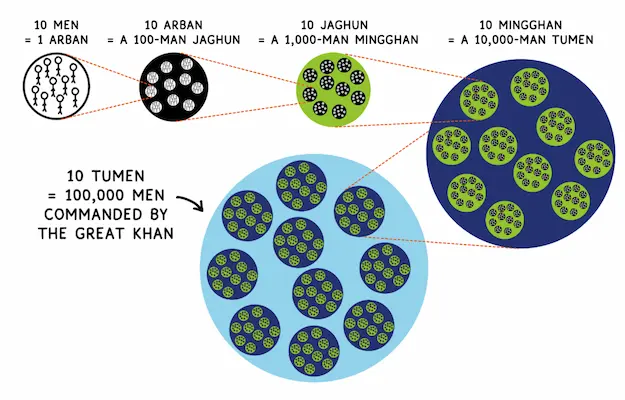 10 MEN
= 1 ARBAN
10 ARBAN
= A 100-MAN JAGHUN
10 JAGHUN
= A 1,000-MAN MINGGHAN
10 MINGGHAN
= A 10,000-MAN TUMEN
10 TUMEN
= 100,000 MEN
COMMANDED BY
THE GREAT KHAN